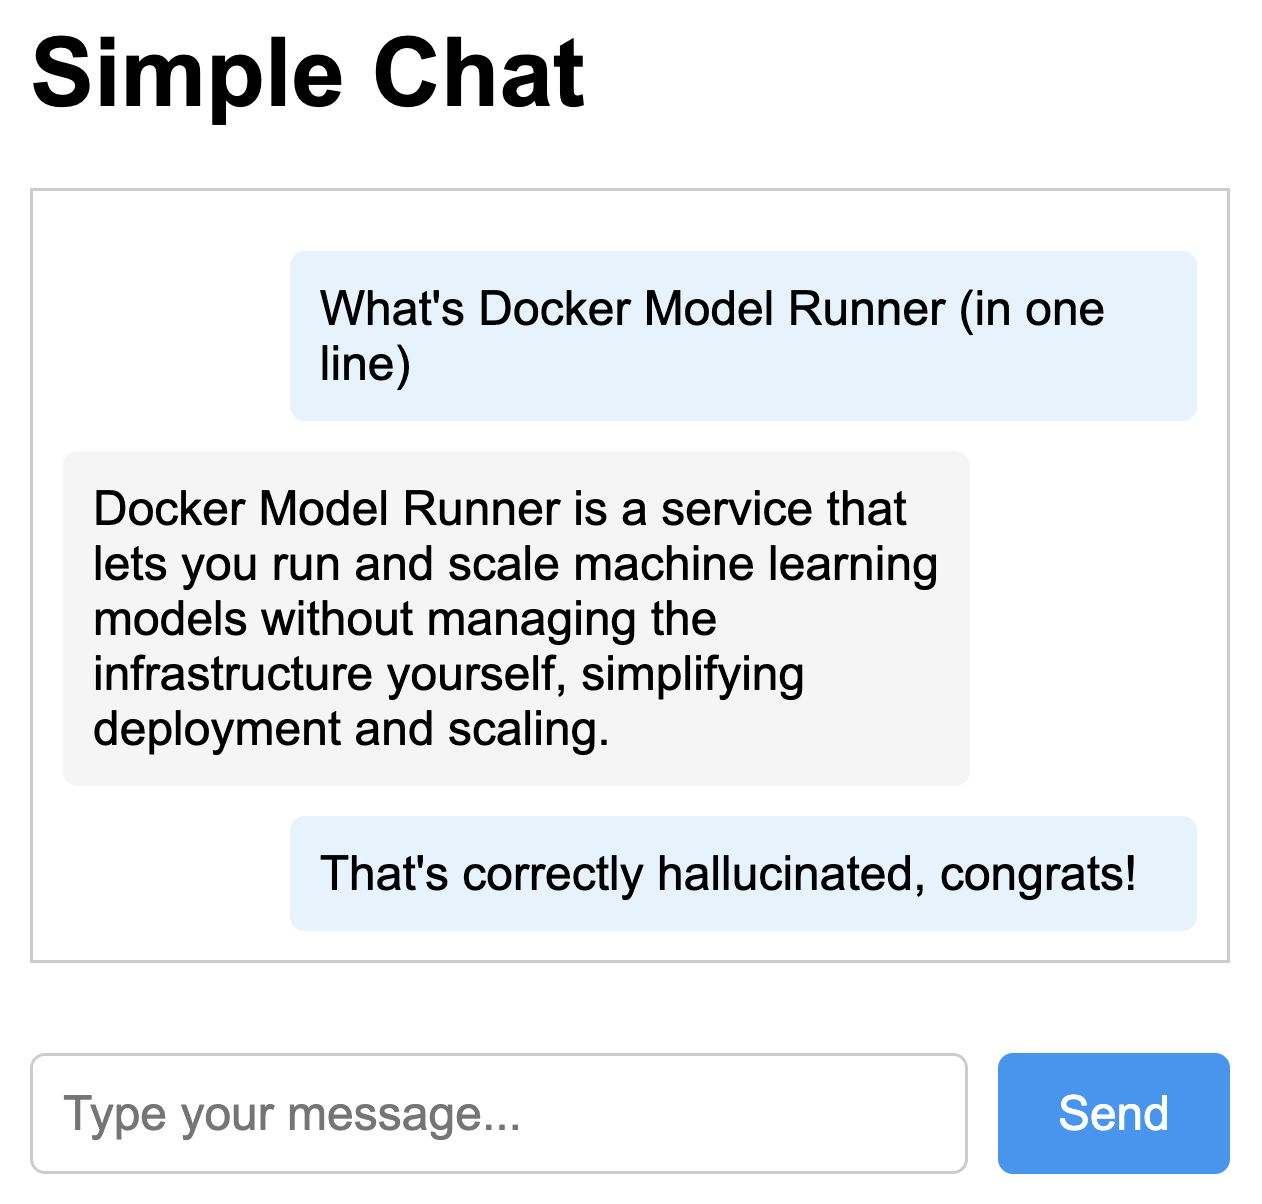 Simple Chat
What's Docker Model Runner (in one
line)
Docker Model Runner is a service that
lets you run and scale machine learning
models without managing the
infrastructure yourself, simplifying
deployment and scaling.
That's correctly hallucinated, congrats!
Type your message...
Send